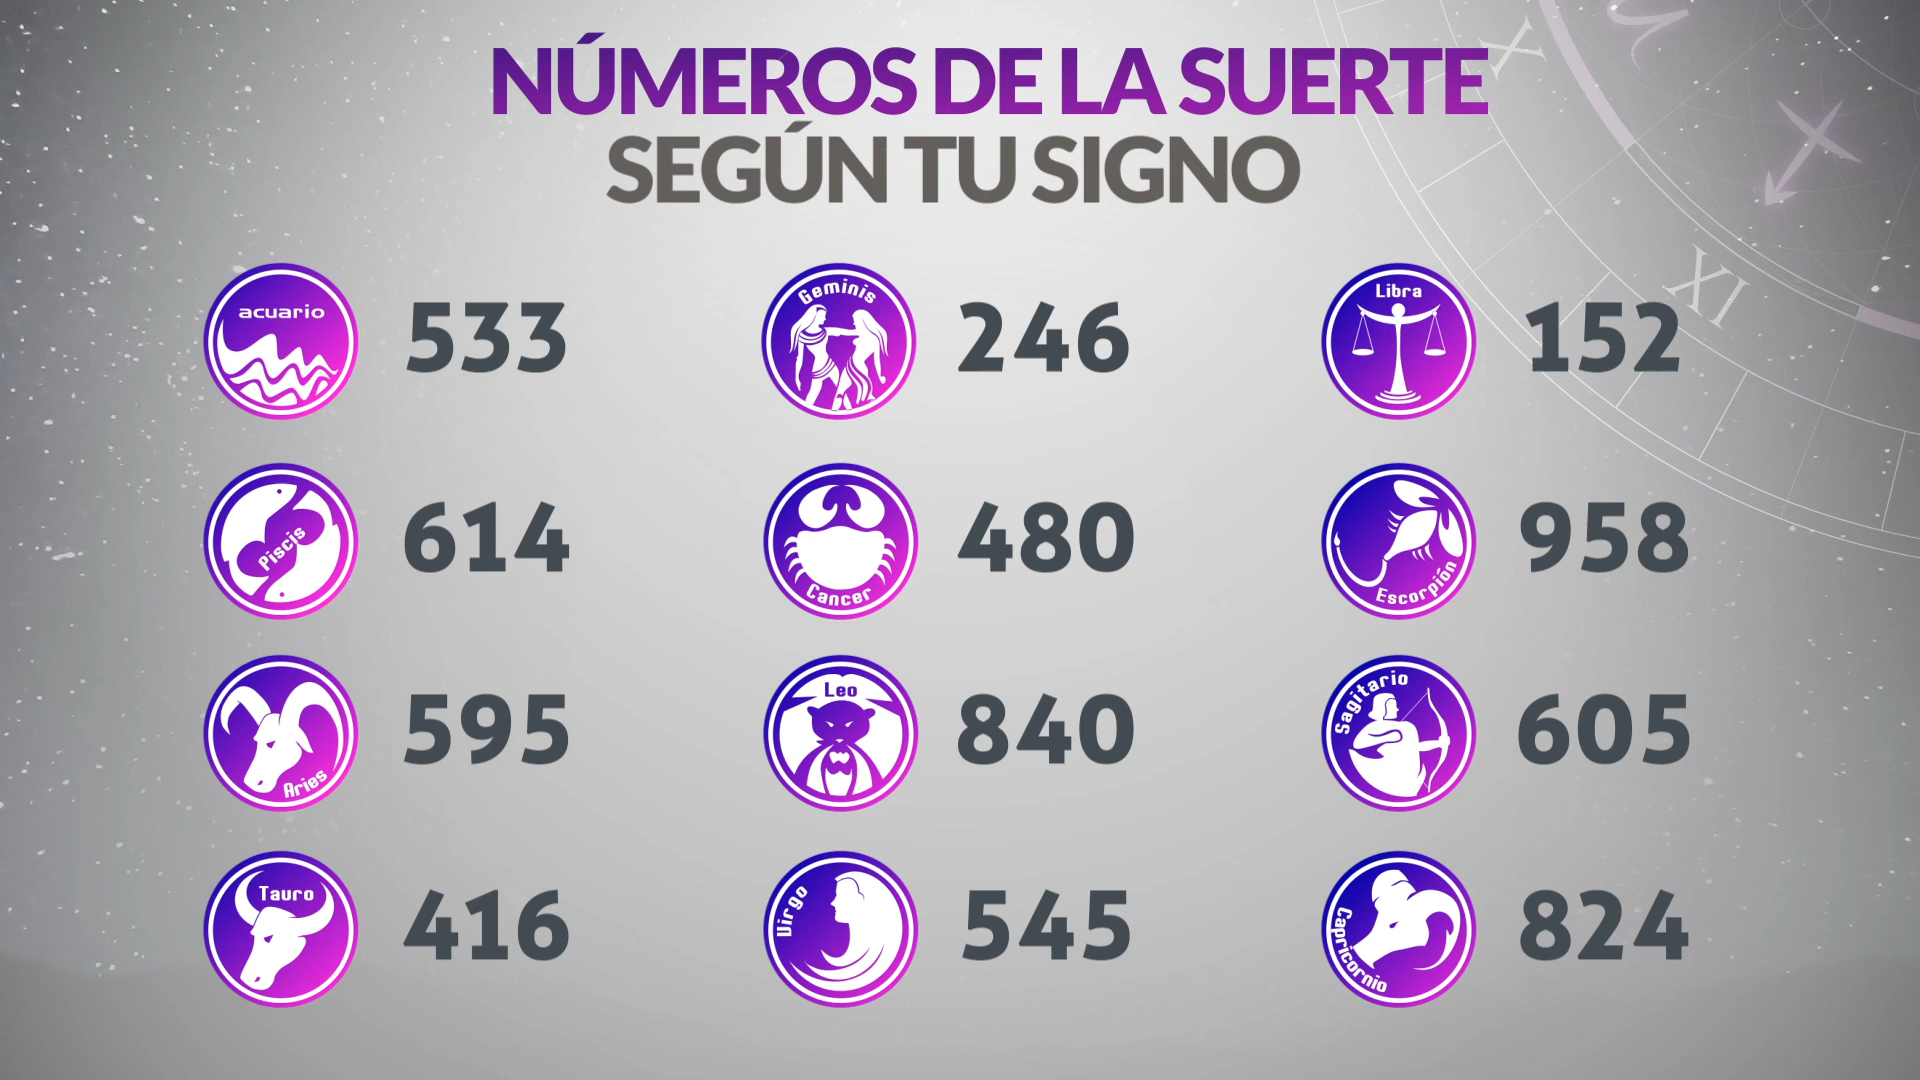 NÚMEROS DE LA SUERTE
SEGÚN TU SIGNO
X
XI
acuario 533
Geminis 246
Libra 152
Piscis 614
Cancer 480
Escorpión 958
Aries 595
Leo 840
Sagitario 605
Tauro 416
Virgo 545
Capricornio 824